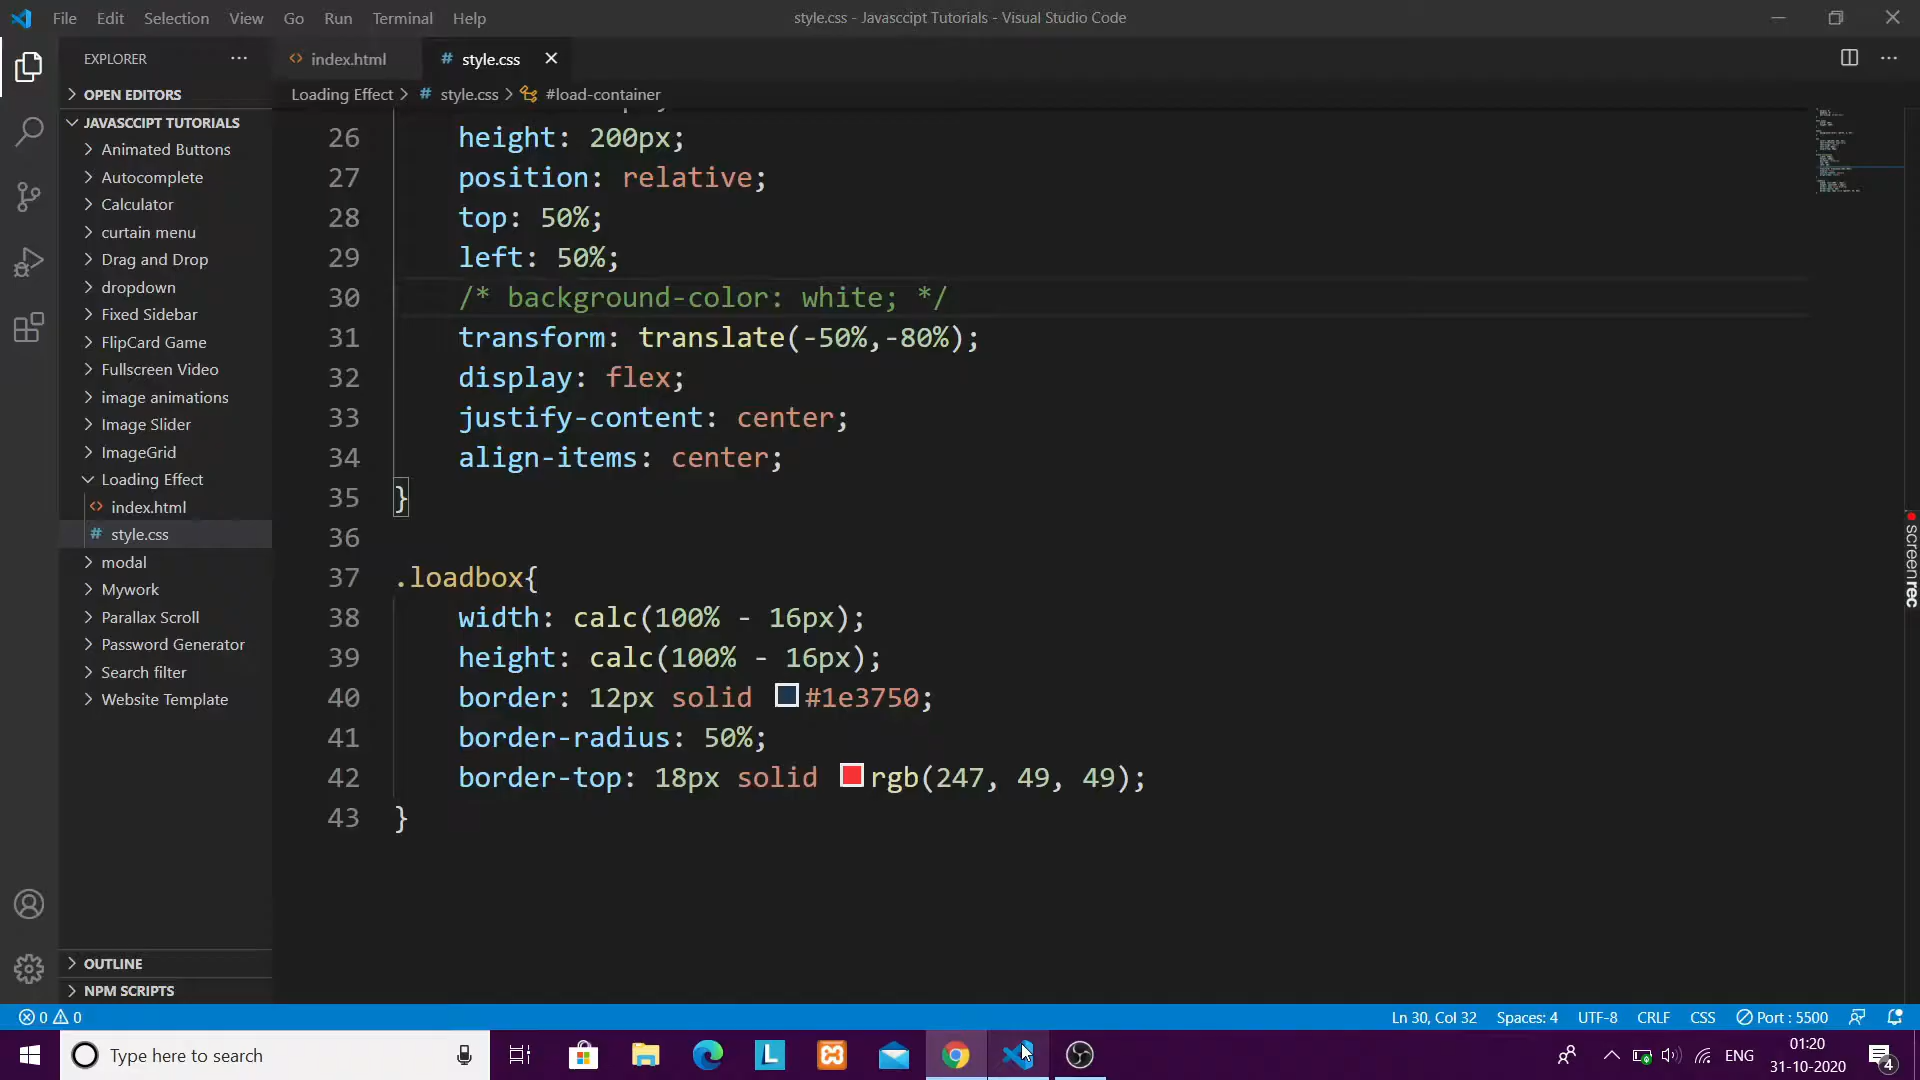 File Edit Selection View Go Run Terminal Help
style.css - Javasccipt Tutorials - Visual Studio Code
EXPLORER
index.html
style.css
OPEN EDITORS
Loading Effect > # style.css > #load-container
JAVASCCIPT TUTORIALS
Animated Buttons
Autocomplete
Calculator
curtain menu
Drag and Drop
dropdown
Fixed Sidebar
FlipCard Game
Fullscreen Video
image animations
Image Slider
ImageGrid
Loading Effect
index.html
style.css
modal
Mywork
Parallax Scroll
Password Generator
Search filter
Website Template
OUTLINE
NPM SCRIPTS
26 height: 200px;
27 position: relative;
28 top: 50%;
29 left: 50%;
30 /* background-color: white; */
31 transform: translate(-50%,-80%);
32 display: flex;
33 justify-content: center;
34 align-items: center;
35 }
36
37 .loadbox{
38 width: calc(100% - 16px);
39 height: calc(100% - 16px);
40 border: 12px solid #1e3750;
41 border-radius: 50%;
42 border-top: 18px solid rgb(247, 49, 49);
43 }
screenrec
0 0
Ln 30, Col 32 Spaces: 4 UTF-8 CRLF CSS Port : 5500
Type here to search
L
ENG
01:20
31-10-2020
4